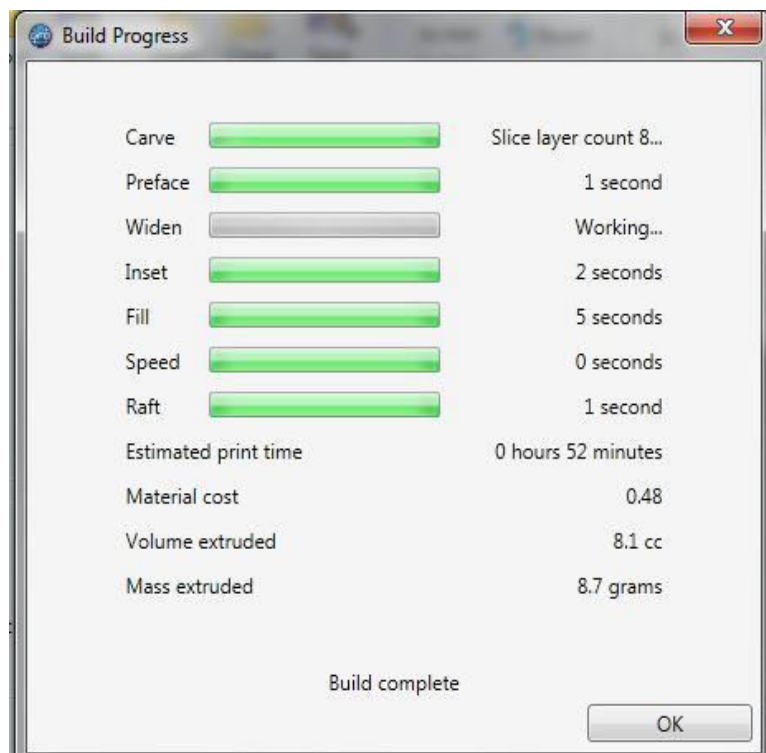 Build Progress
Carve Slice layer count 8...
Preface 1 second
Widen Working...
Inset 2 seconds
Fill 5 seconds
Speed 0 seconds
Raft 1 second
Estimated print time 0 hours 52 minutes
Material cost 0.48
Volume extruded 8.1 cc
Mass extruded 8.7 grams
Build complete
OK